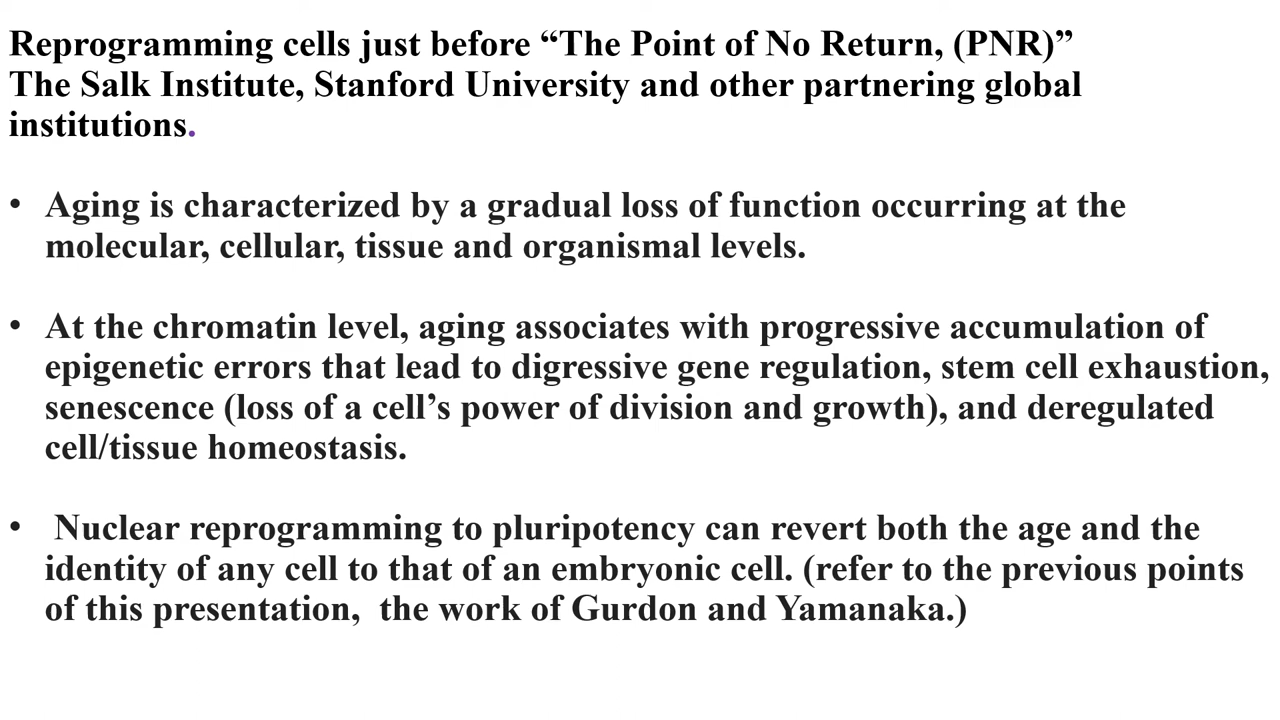 Reprogramming cells just before “The Point of No Return, (PNR)”
The Salk Institute, Stanford University and other partnering global
institutions.
• Aging is characterized by a gradual loss of function occurring at the
molecular, cellular, tissue and organismal levels.
• At the chromatin level, aging associates with progressive accumulation of
epigenetic errors that lead to digressive gene regulation, stem cell exhaustion,
senescence (loss of a cell’s power of division and growth), and deregulated
cell/tissue homeostasis.
• Nuclear reprogramming to pluripotency can revert both the age and the
identity of any cell to that of an embryonic cell. (refer to the previous points
of this presentation, the work of Gurdon and Yamanaka.)